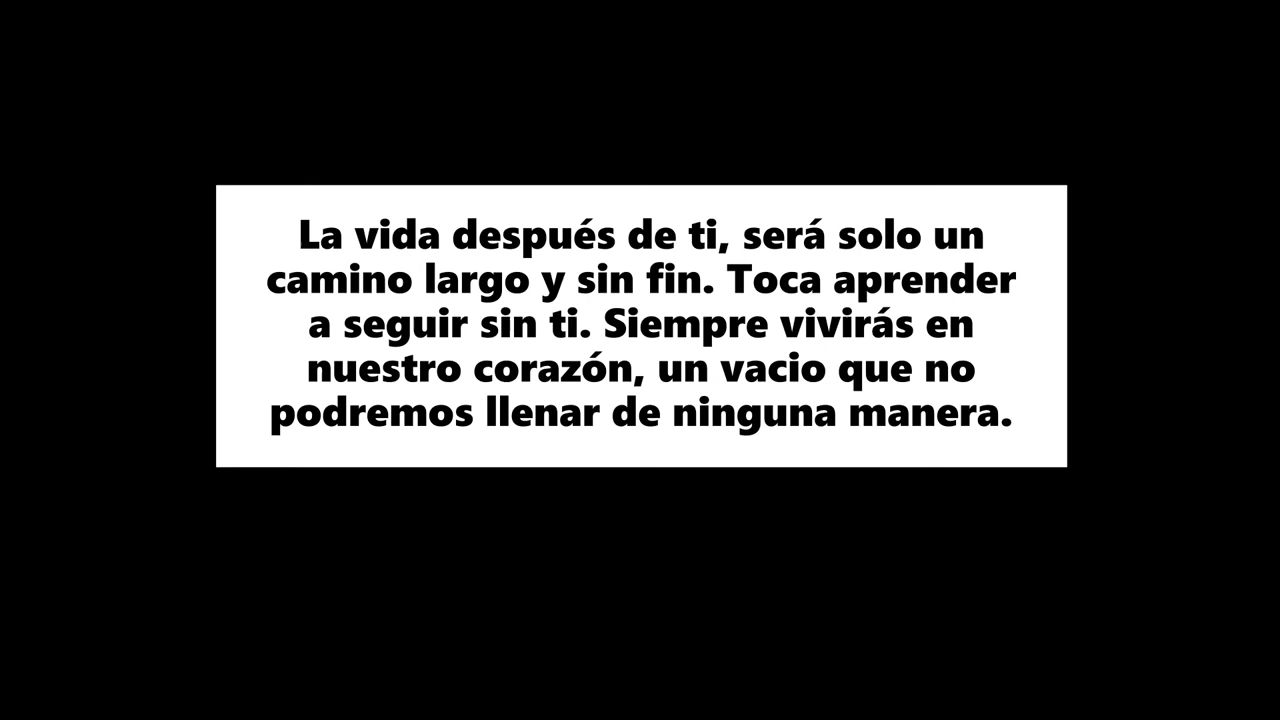 La vida después de ti, será solo un
camino largo y sin fin. Toca aprender
a seguir sin ti. Siempre vivirás en
nuestro corazón, un vacio que no
podremos llenar de ninguna manera.